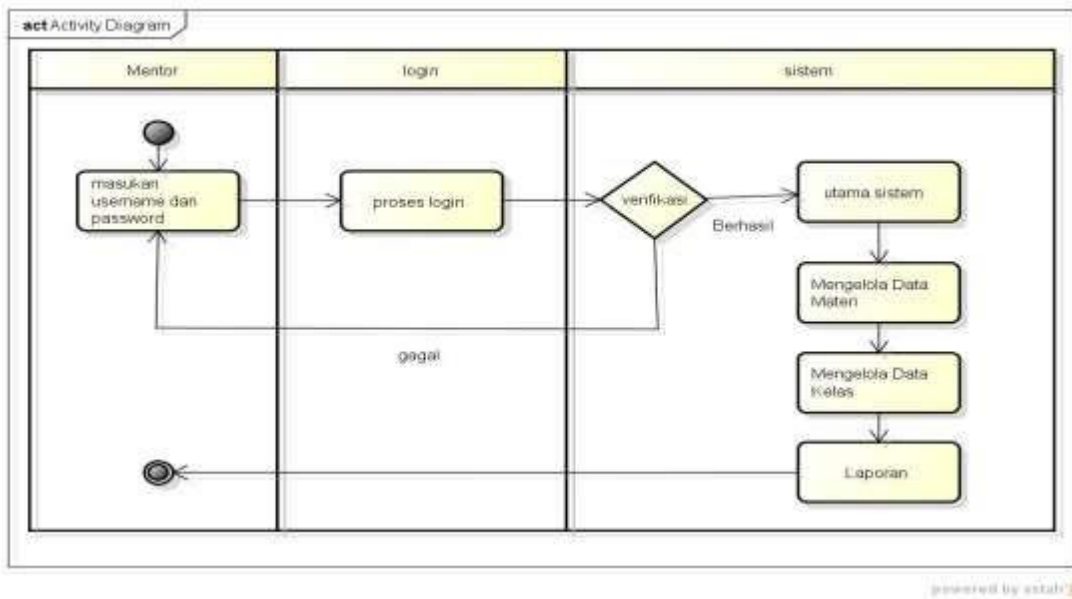 act Activity Diagram
Mentor
login
sistem
masukan
username dan
password
proses login
verifikasi
utama sistem
Berhasil
Mengelola Data
Materi
Mengelola Data
Kelas
gagal
Laporan
powered by astah